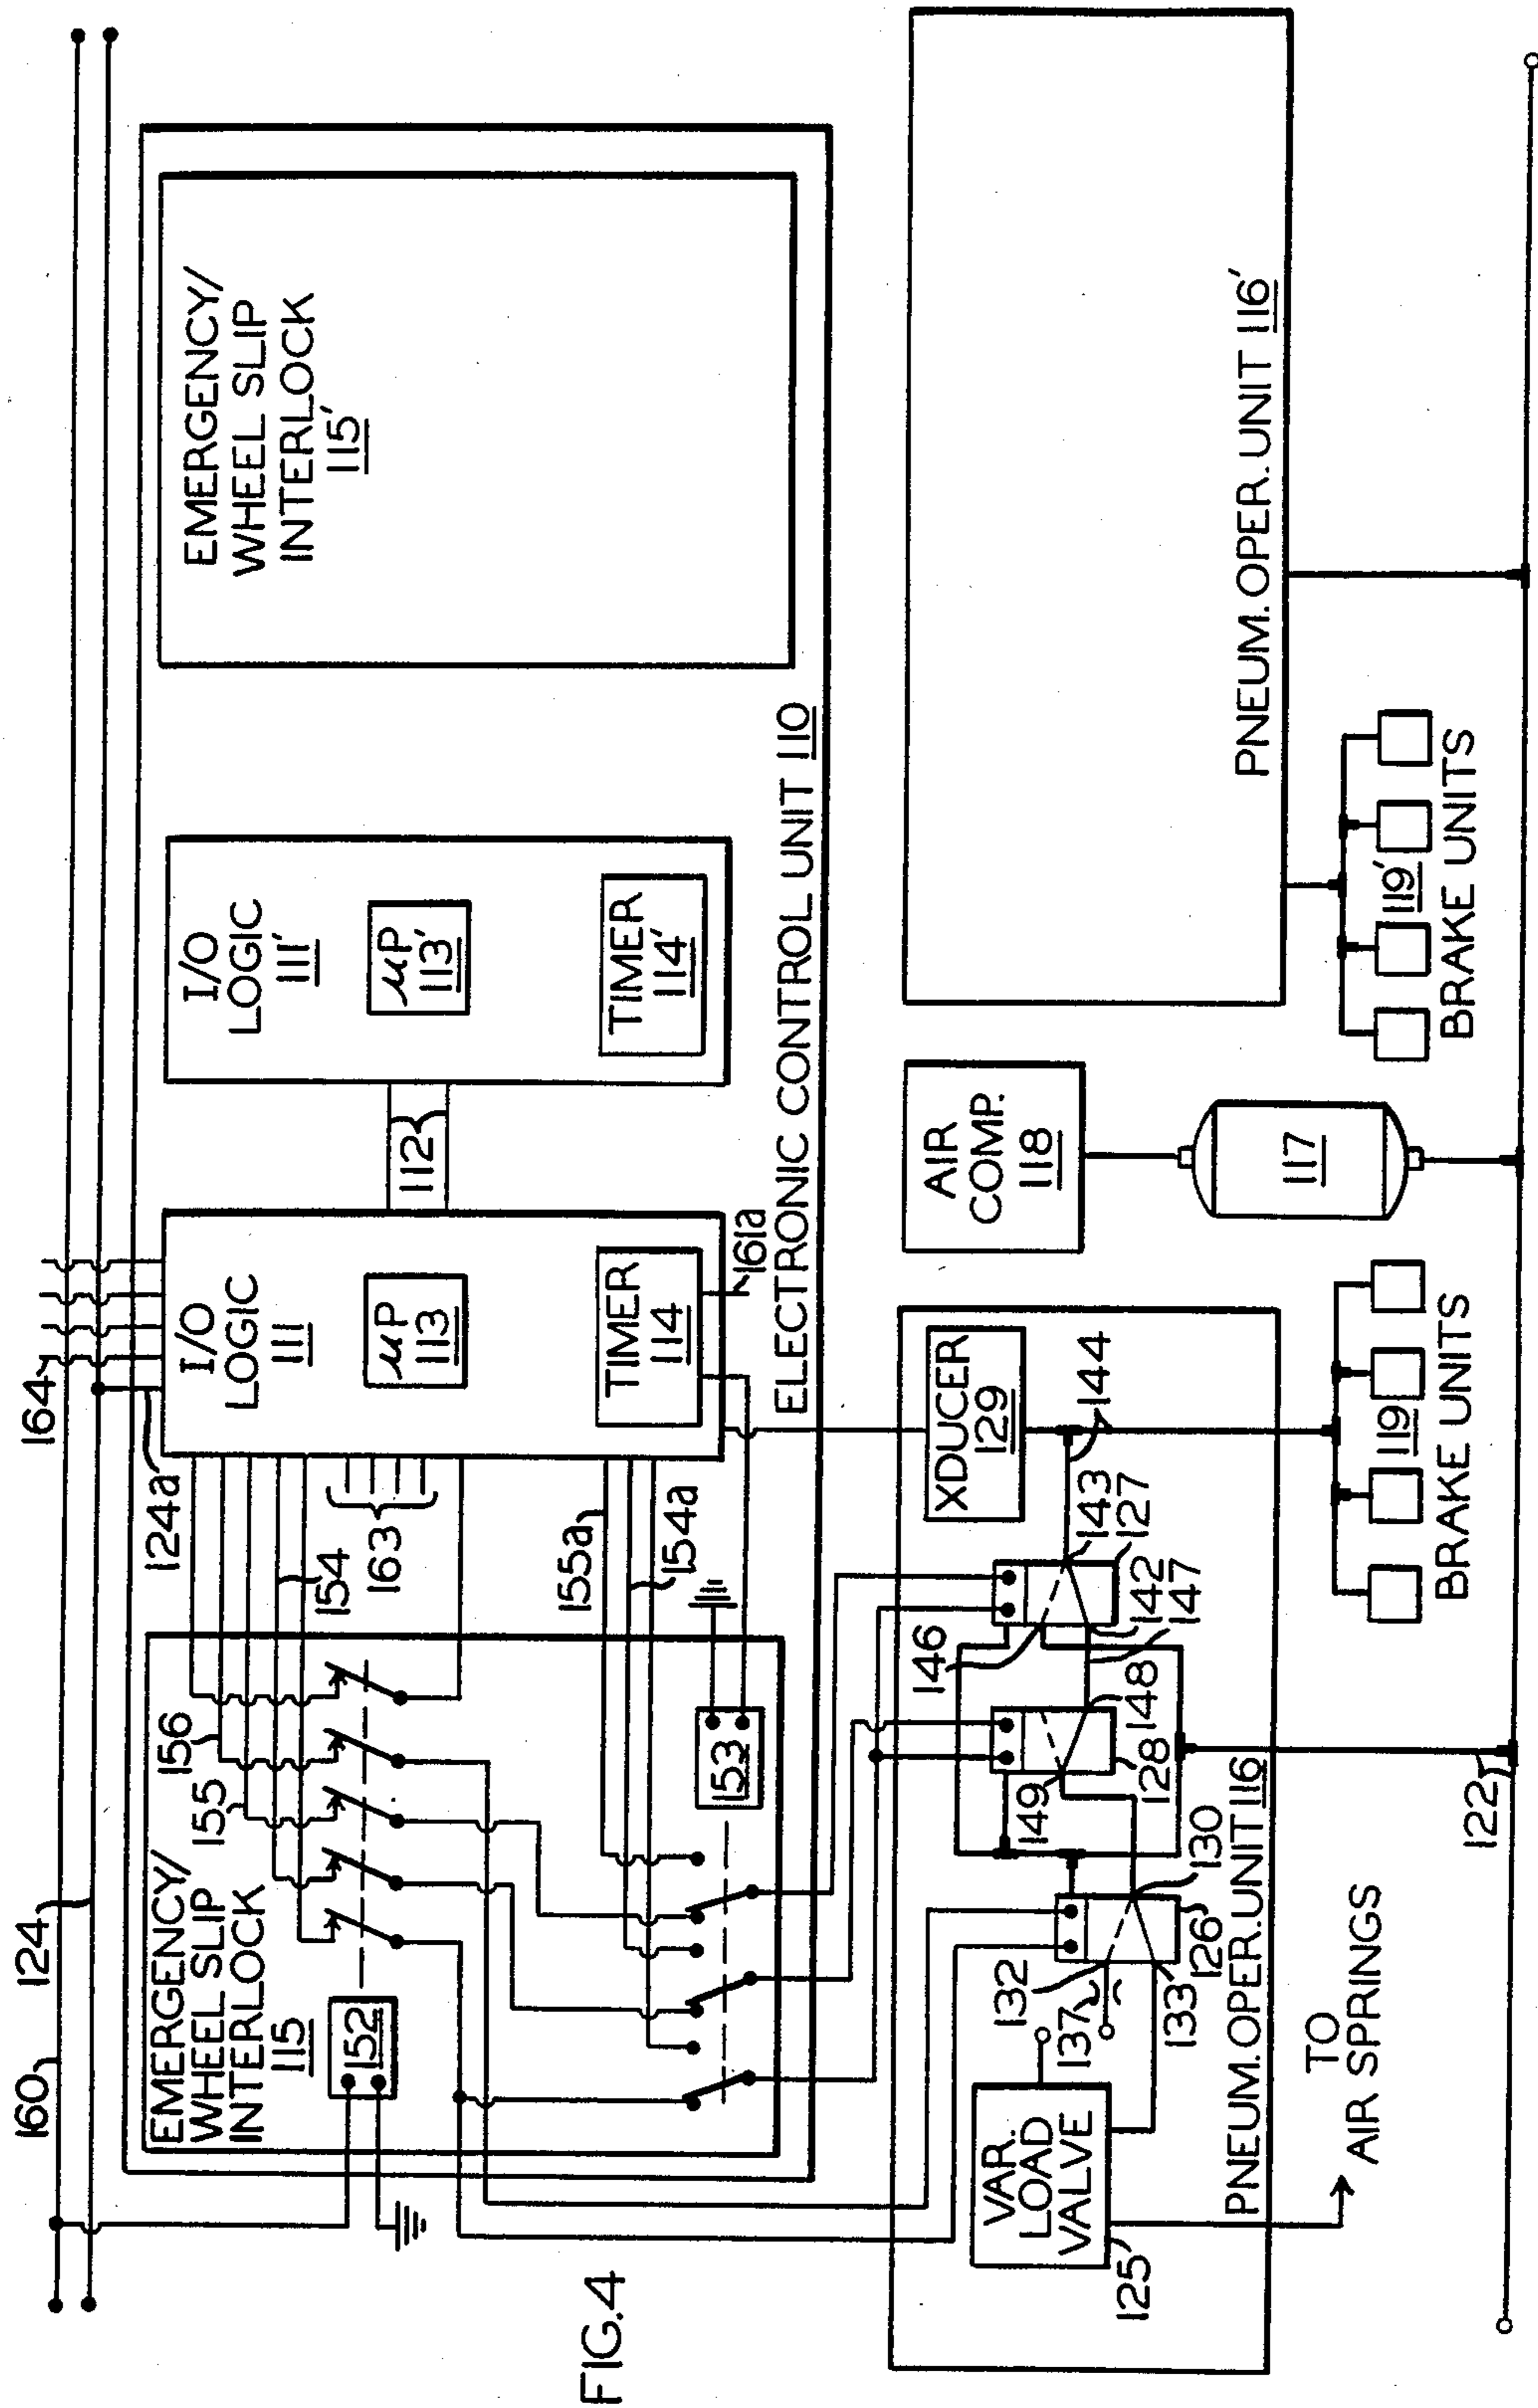 160
124
164
124a
EMERGENCY/
WHEEL SLIP
INTERLOCK
115
152
155
156
154
163
155a
154a
153
I/O
LOGIC
111
µP
113
TIMER
114
161a
112
I/O
LOGIC
111'
µP
113'
TIMER
114'
EMERGENCY/
WHEEL SLIP
INTERLOCK
115'
ELECTRONIC CONTROL UNIT 110
FIG.4
VAR.
LOAD
VALVE
125
132
137
133
126
130
149
128
148
146
142
147
143
127
144
XDUCER
129
PNEUM.OPER.UNIT 116
TO
AIR SPRINGS
122
119
BRAKE UNITS
AIR
COMP.
118
117
PNEUM.OPER.UNIT 116'
119'
BRAKE UNITS